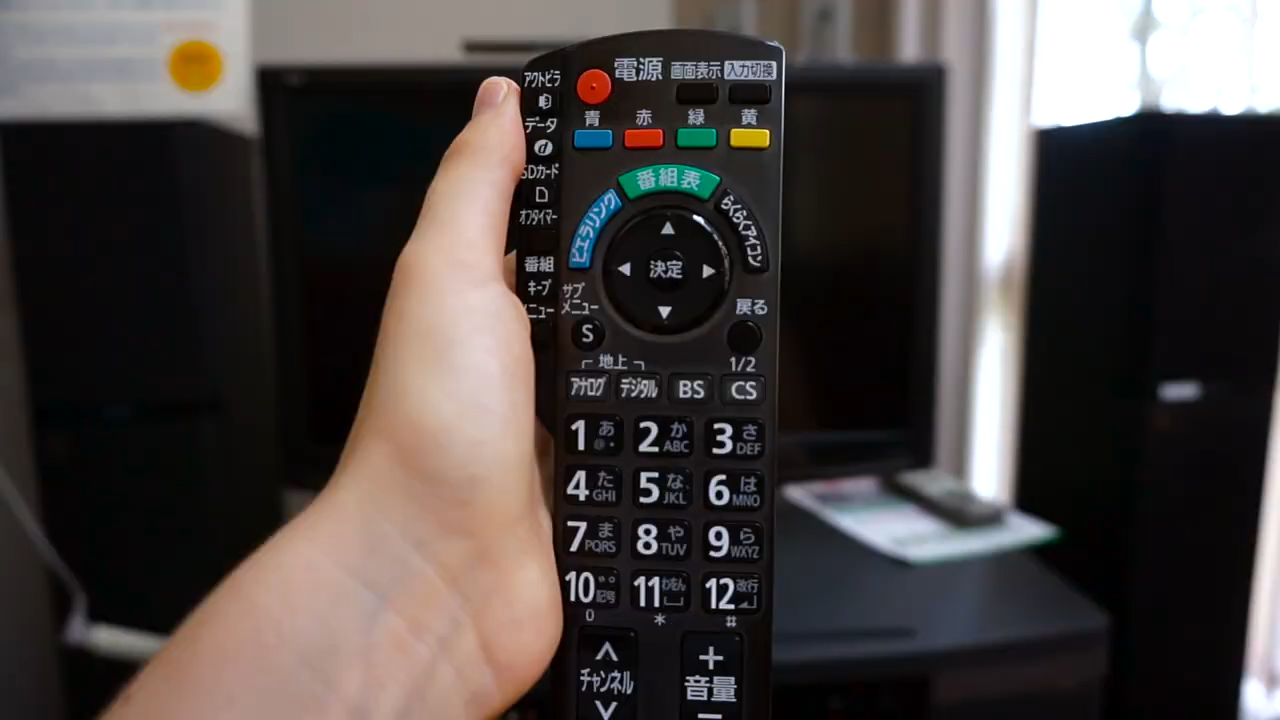 アクトビラ
電源 画面表示 入力切換
データ
d
青 赤 緑 黄
SDカード
番組表
ビエラリンク
らくらくアイコン
オフタイマー
決定
番組
キープ
メニュー
サブ
メニュー
戻る
S
地上
1/2
アナログ デジタル BS CS
1 あ @. 2 か ABC 3 さ DEF
4 た GHI 5 な JKL 6 は MNO
7 ま PQRS 8 や TUV 9 ら WXYZ
10 記号 11 わをん 12 改行
0 * #
チャンネル
+
音量
-